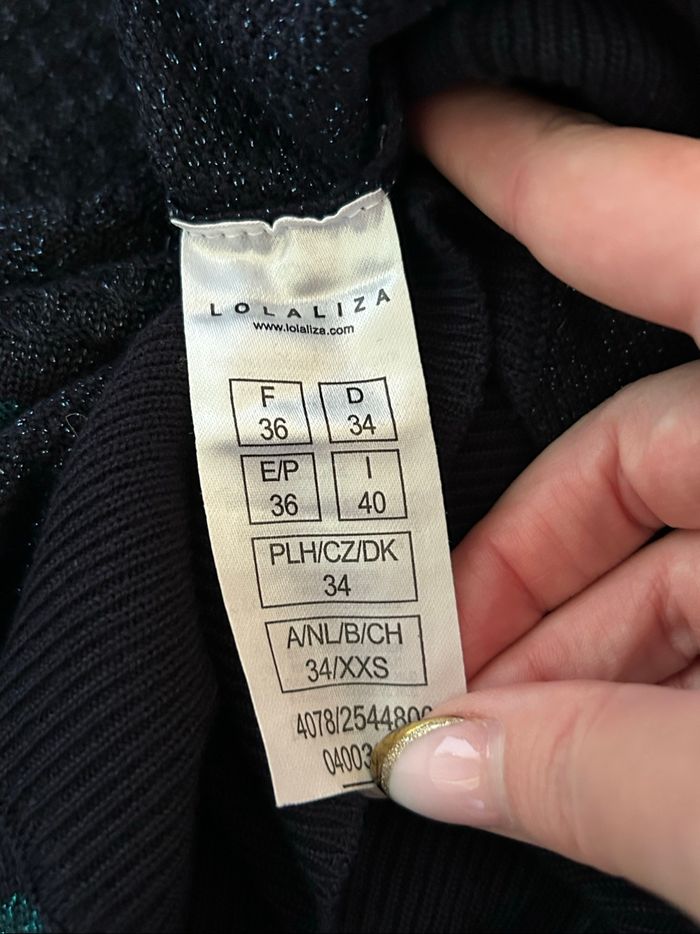 LOLALIZA
www.lolaliza.com
F D
36 34
E/P I
36 40
PLH/CZ/DK
34
A/NL/B/CH
34/XXS